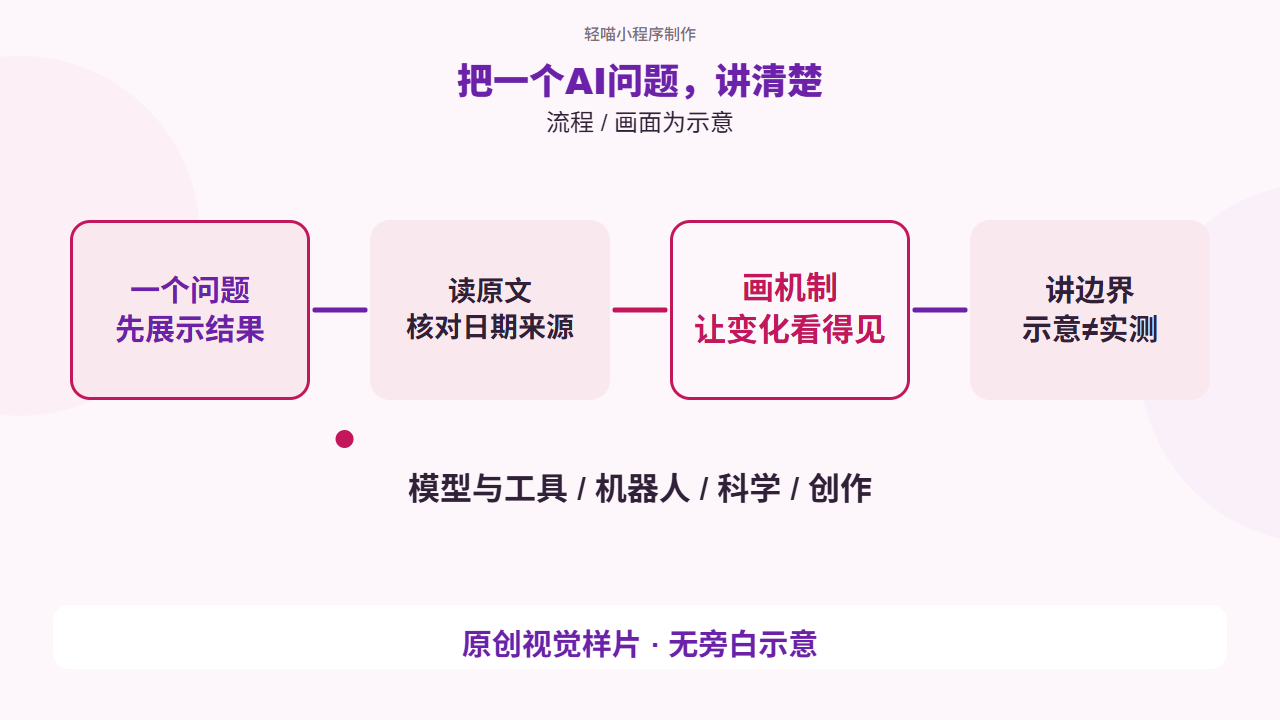 轻喵小程序制作
把一个AI问题，讲清楚
流程 / 画面为示意
一个问题
先展示结果
读原文
核对日期来源
画机制
让变化看得见
讲边界
示意≠实测
模型与工具 / 机器人 / 科学 / 创作
原创视觉样片 · 无旁白示意